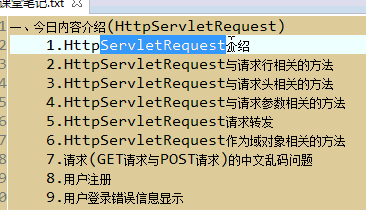 课堂笔记.txt
一、今日内容介绍(HttpServletRequest)
1.HttpServletRequest介绍
2.HttpServletRequest与请求行相关的方法
3.HttpServletRequest与请求头相关的方法
4.HttpServletRequest与请求参数相关的方法
5.HttpServletRequest请求转发
6.HttpServletRequest作为域对象相关的方法
7.请求(GET请求与POST请求)的中文乱码问题
8.用户注册
9.用户登录错误信息显示